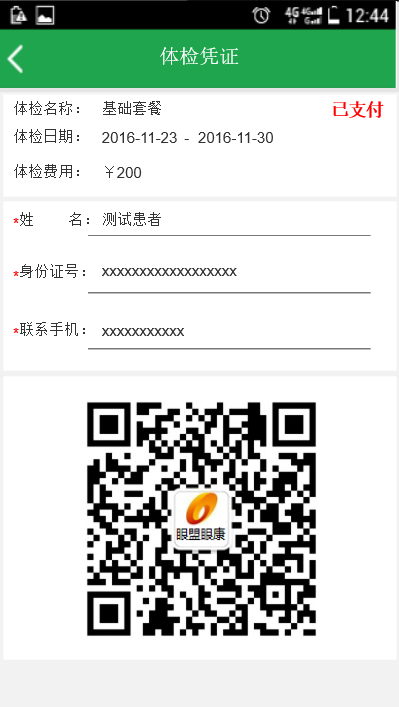 4G 4G 4G 12:44
体检凭证
体检名称： 基础套餐 已支付
体检日期： 2016-11-23 - 2016-11-30
体检费用： ￥200
*姓 名： 测试患者
*身份证号： xxxxxxxxxxxxxxxxxx
*联系手机： xxxxxxxxxxx
眼盟眼康